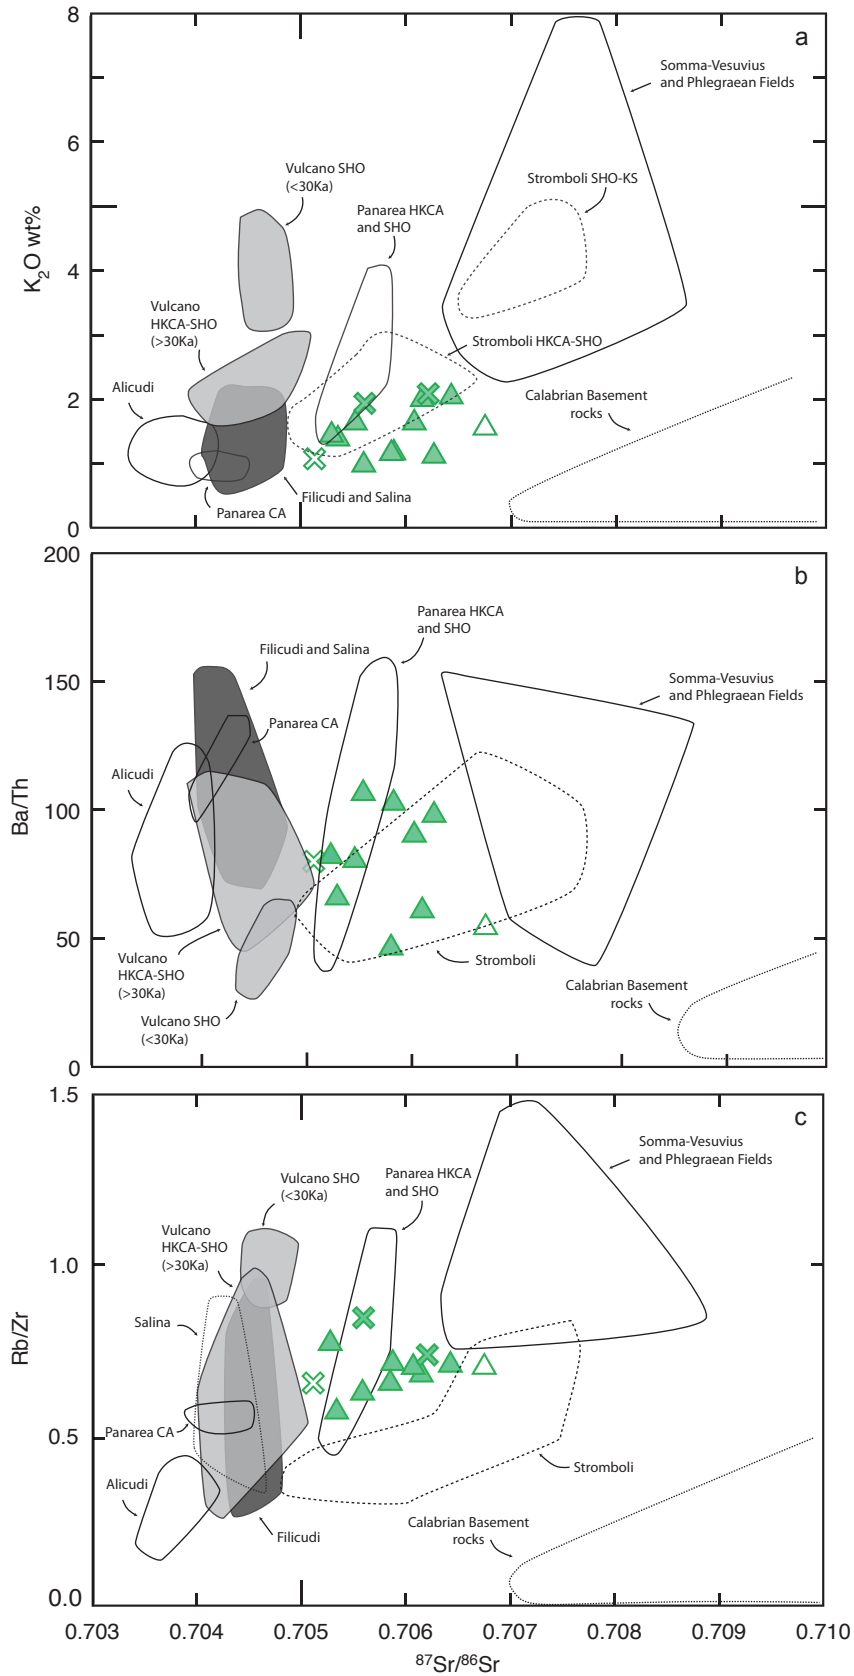 8
a
Somma-Vesuvius
and Phlegraean Fields
6
Vulcano SHO
(<30Ka)
Stromboli SHO-KS
Panarea HKCA
and SHO
K2O wt%
4
Vulcano
HKCA-SHO
(>30Ka)
Stromboli HKCA-SHO
Alicudi
Calabrian Basement
rocks
2
Filicudi and Salina
Panarea CA
0
200
b
Panarea HKCA
and SHO
Filicudi and Salina
Somma-Vesuvius
and Phlegraean Fields
150
Panarea CA
Alicudi
Ba/Th
100
50
Vulcano
HKCA-SHO
(>30Ka)
Stromboli
Calabrian Basement
rocks
Vulcano SHO
(<30Ka)
0
1.5
c
Somma-Vesuvius
and Phlegraean Fields
Vulcano SHO
(<30Ka)
Panarea HKCA
and SHO
Vulcano
HKCA-SHO
(>30Ka)
1.0
Salina
Rb/Zr
Panarea CA
0.5
Alicudi
Stromboli
Calabrian Basement
rocks
Filicudi
0.0
0.703 0.704 0.705 0.706 0.707 0.708 0.709 0.710
87Sr/86Sr